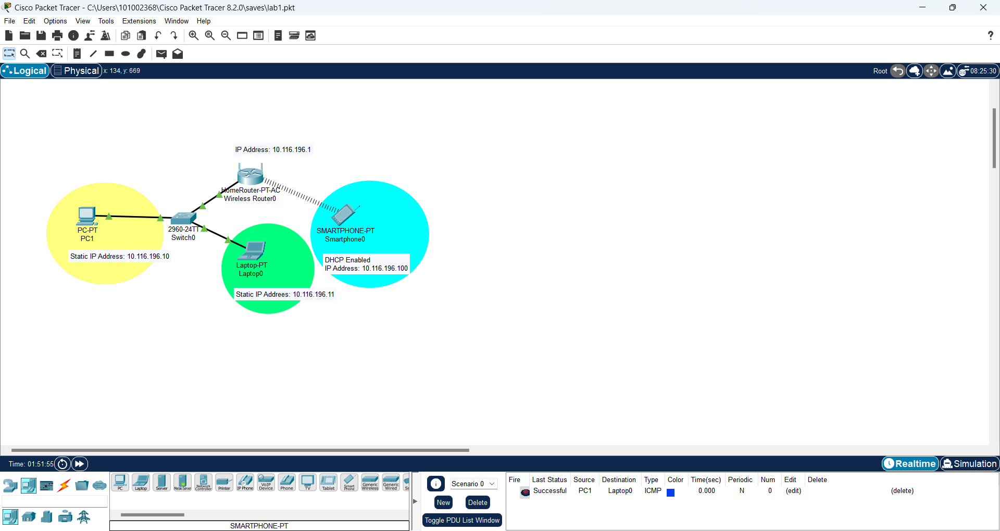 Cisco Packet Tracer - C:\Users\101002368\Cisco Packet Tracer 8.2.0\saves\lab1.pkt
File Edit Options View Tools Extensions Window Help
Logical Physical x: 134, y: 669 Root 08:25:30
IP Address: 10.116.196.1
HomeRouter-PT-AC
Wireless Router0
PC-PT
PC1
2960-24TT
Switch0
SMARTPHONE-PT
Smartphone0
Static IP Address: 10.116.196.10
DHCP Enabled
IP Address: 10.116.196.100
Laptop-PT
Laptop0
Static IP Addrees: 10.116.196.11
Time: 01:51:55 Realtime Simulation
PC Laptop Server Meraki Server Network Controller Printer IP Phone VoIP Device Phone TV Tablet Smart Phone Generic Wireless Generic Wired
SMARTPHONE-PT
Scenario 0
New Delete
Toggle PDU List Window
Fire Last Status Source Destination Type Color Time(sec) Periodic Num Edit Delete
Successful PC1 Laptop0 ICMP 0.000 N 0 (edit) (delete)